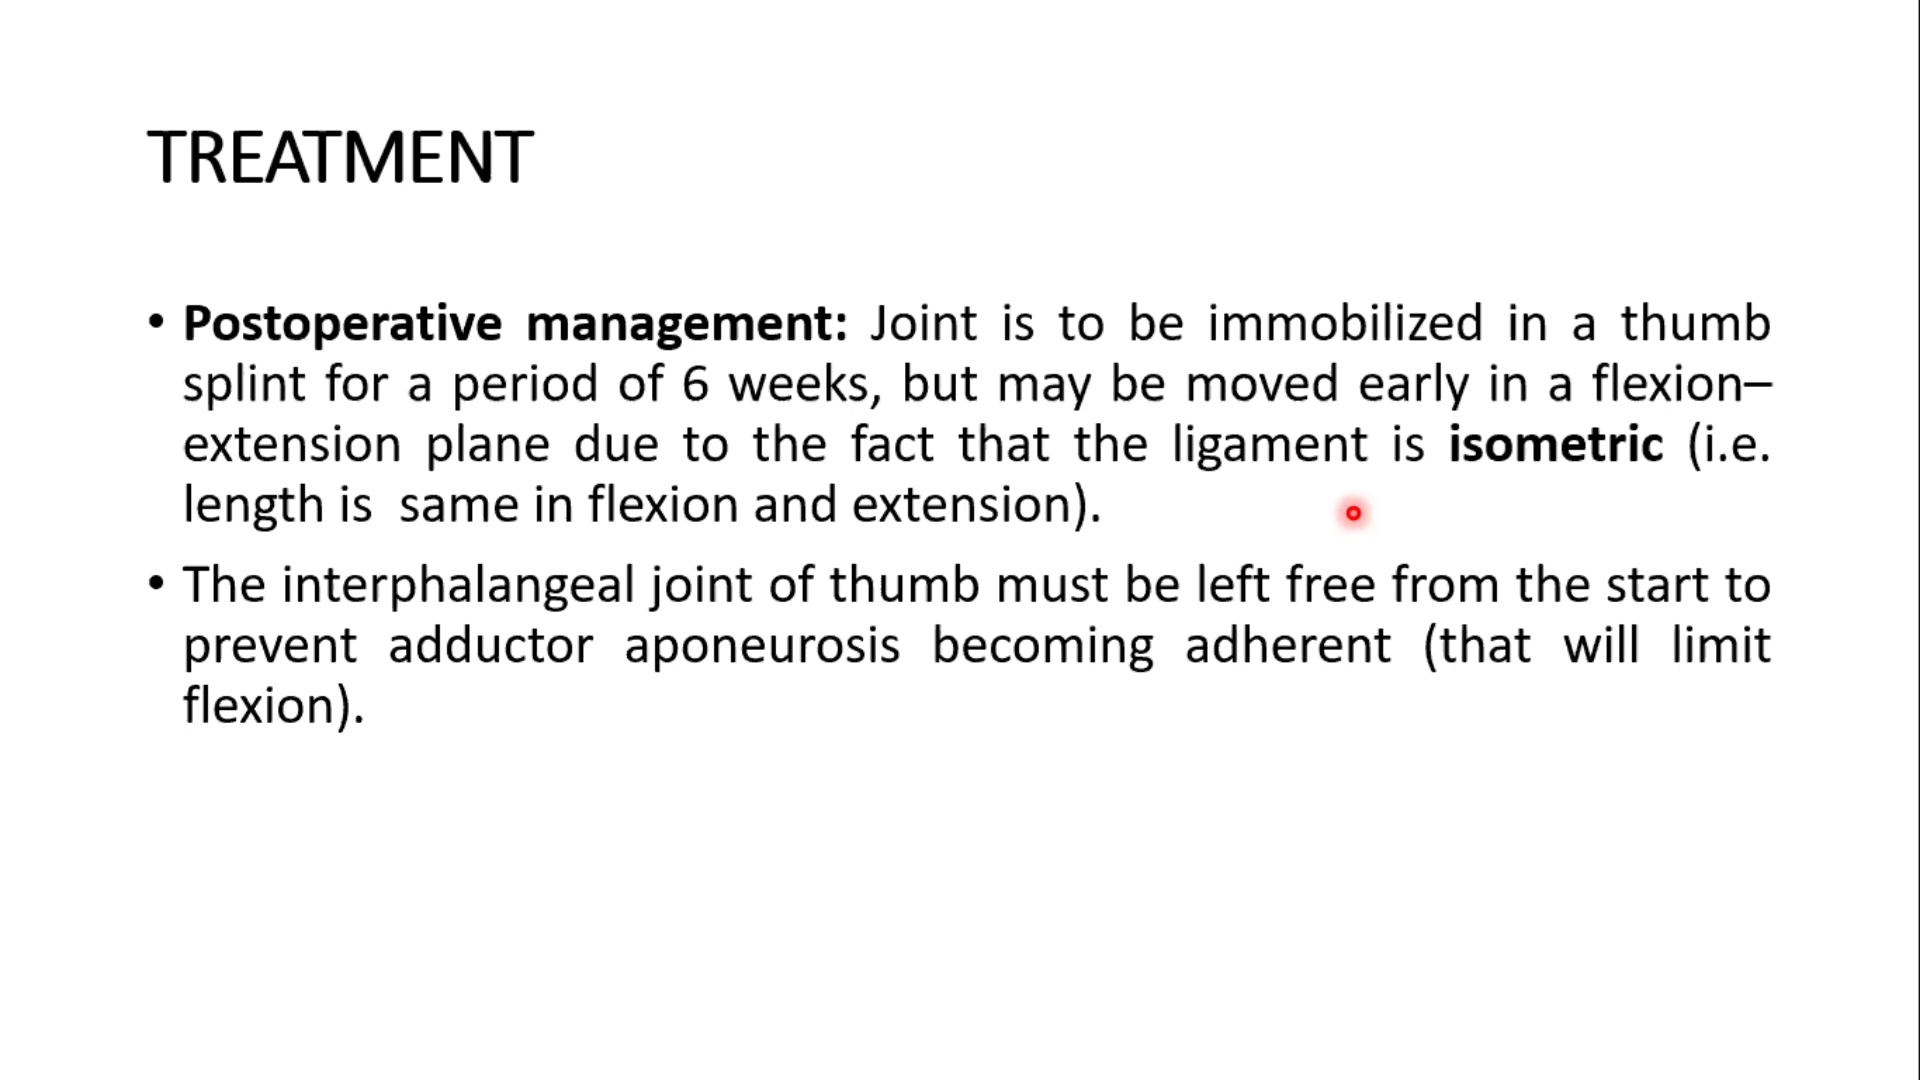 TREATMENT
• Postoperative management: Joint is to be immobilized in a thumb
splint for a period of 6 weeks, but may be moved early in a flexion–
extension plane due to the fact that the ligament is isometric (i.e.
length is  same in flexion and extension).
• The interphalangeal joint of thumb must be left free from the start to
prevent adductor aponeurosis becoming adherent (that will limit
flexion).